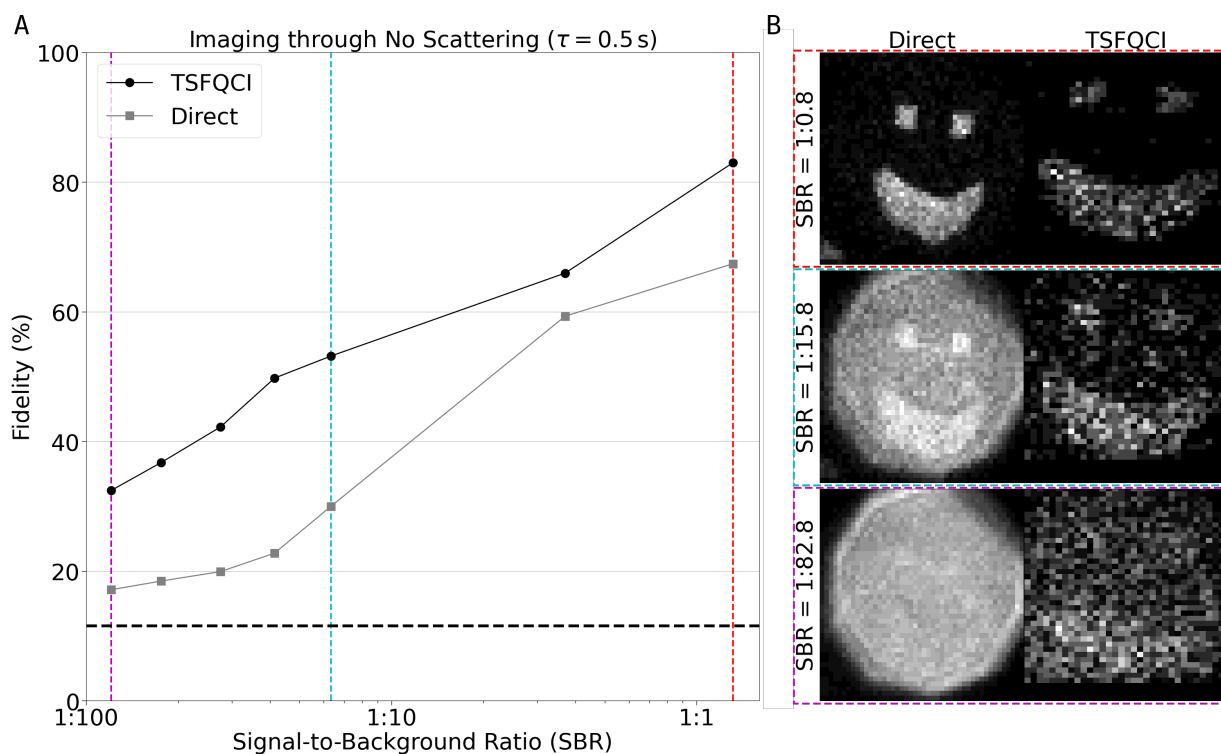 A
Imaging through No Scattering (τ = 0.5 s)
100
80
60
40
20
0
Fidelity (%)
TSFQCI
Direct
1:100
1:10
1:1
Signal-to-Background Ratio (SBR)
B
Direct
TSFQCI
SBR = 1:0.8
SBR = 1:15.8
SBR = 1:82.8